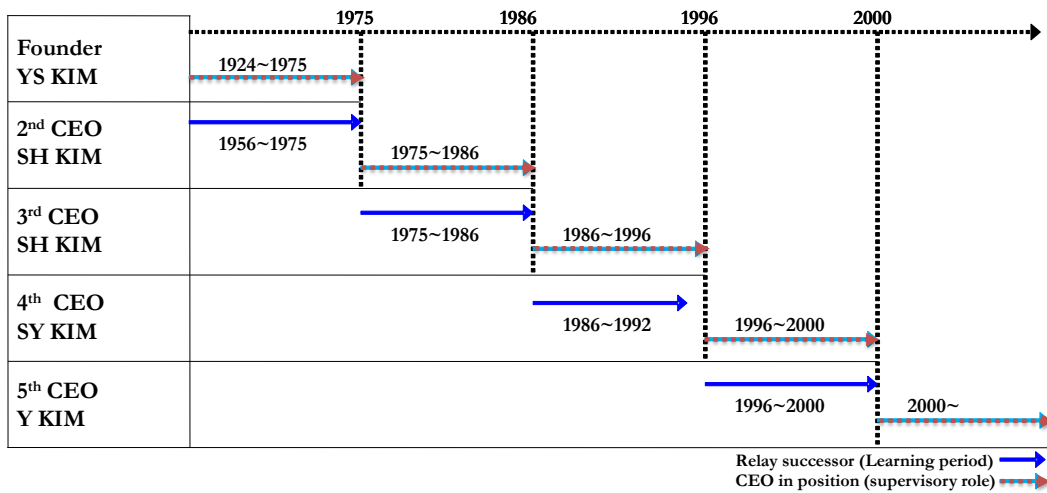 1975 1986 1996 2000
Founder
YS KIM
1924~1975
2nd CEO
SH KIM
1956~1975
1975~1986
3rd CEO
SH KIM
1975~1986
1986~1996
4th CEO
SY KIM
1986~1992
1996~2000
5th CEO
Y KIM
1996~2000
2000~
Relay successor (Learning period)
CEO in position (supervisory role)